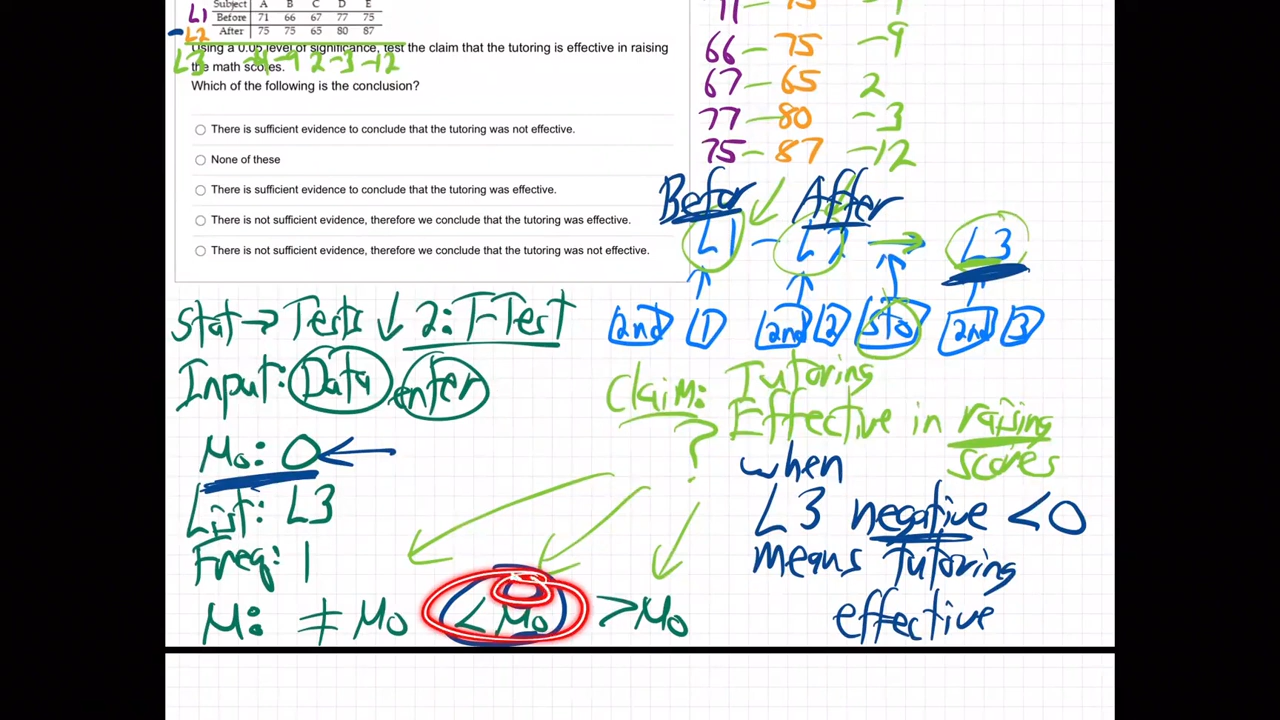 Subject A B C D E
L1 Before 71 66 67 77 75
-L2 After 75 75 65 80 87
Using a 0.05 level of significance, test the claim that the tutoring is effective in raising
L3 -4 -9 2 -3 -12
the math scores.
Which of the following is the conclusion?
There is sufficient evidence to conclude that the tutoring was not effective.
None of these
There is sufficient evidence to conclude that the tutoring was effective.
There is not sufficient evidence, therefore we conclude that the tutoring was effective.
There is not sufficient evidence, therefore we conclude that the tutoring was not effective.
66 - 75 -9
67 - 65 2
77 - 80 -3
75 - 87 -12
Befor After
L1 - L2 → L3
2nd 1 2nd 2 Sto 2nd 3
Stat → Tests ↓ 2: T-Test
Input: Data enter
μ0: 0
List: L3
Freq: 1
μ: ≠ μ0 < μ0 > μ0
Claim: Tutoring
Effective in raising
? scores
when
L3 negative < 0
means tutoring
effective